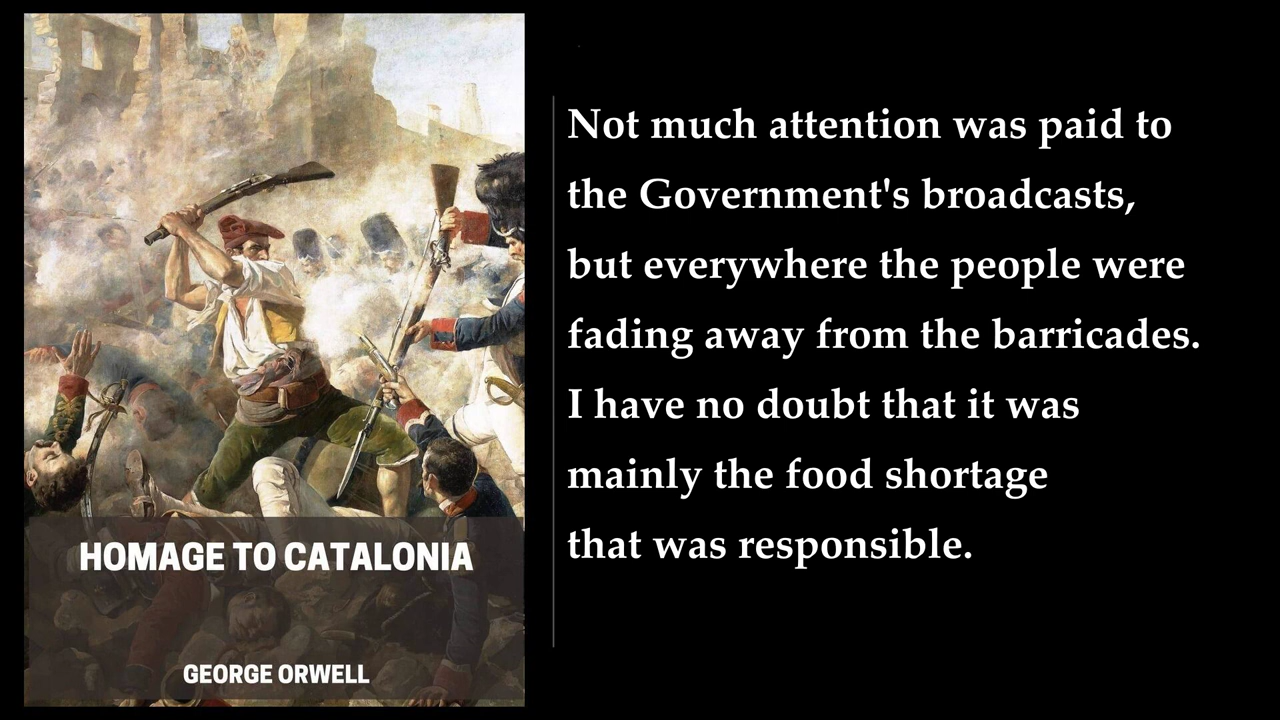 HOMAGE TO CATALONIA
GEORGE ORWELL
Not much attention was paid to
the Government's broadcasts,
but everywhere the people were
fading away from the barricades.
I have no doubt that it was
mainly the food shortage
that was responsible.